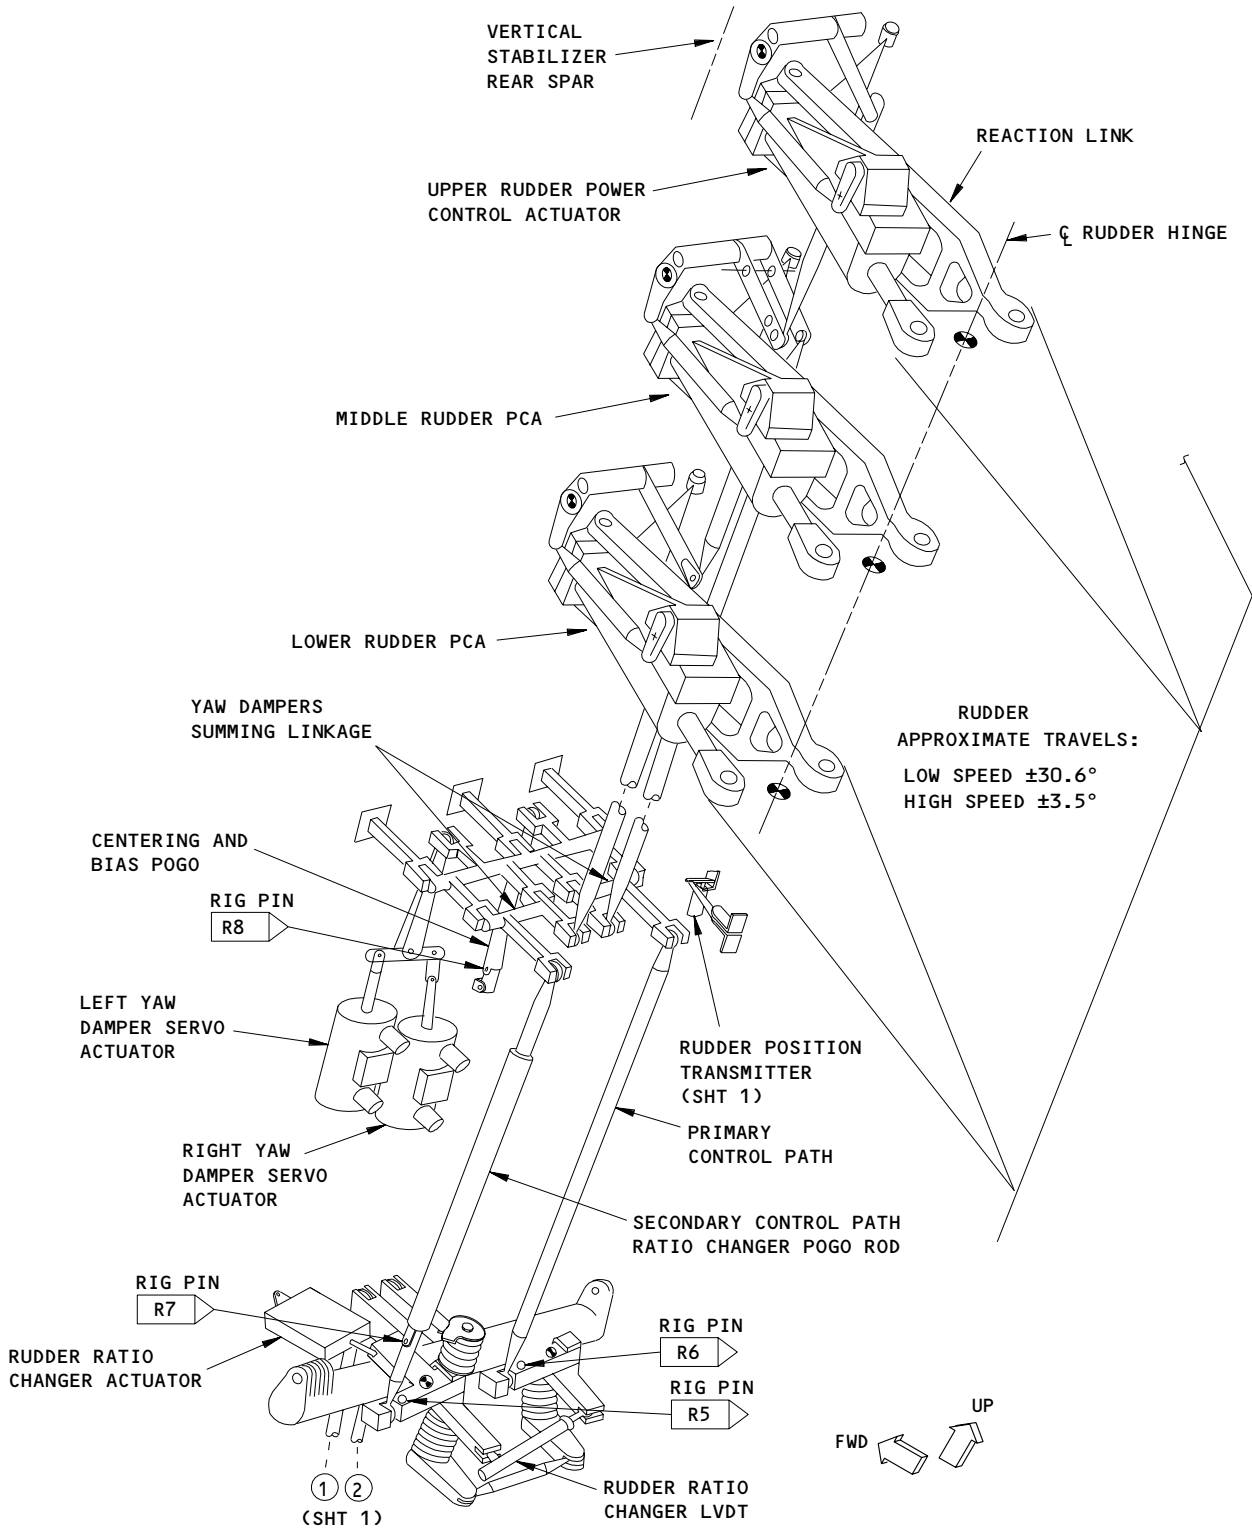 VERTICAL
STABILIZER
REAR SPAR
REACTION LINK
UPPER RUDDER POWER
CONTROL ACTUATOR
℄ RUDDER HINGE
MIDDLE RUDDER PCA
LOWER RUDDER PCA
YAW DAMPERS
SUMMING LINKAGE
RUDDER
APPROXIMATE TRAVELS:
LOW SPEED ±30.6°
HIGH SPEED ±3.5°
CENTERING AND
BIAS POGO
RIG PIN
R8
LEFT YAW
DAMPER SERVO
ACTUATOR
RUDDER POSITION
TRANSMITTER
(SHT 1)
PRIMARY
CONTROL PATH
RIGHT YAW
DAMPER SERVO
ACTUATOR
SECONDARY CONTROL PATH
RATIO CHANGER POGO ROD
RIG PIN
R7
RIG PIN
R6
RUDDER RATIO
CHANGER ACTUATOR
RIG PIN
R5
UP
FWD
1 2
(SHT 1)
RUDDER RATIO
CHANGER LVDT